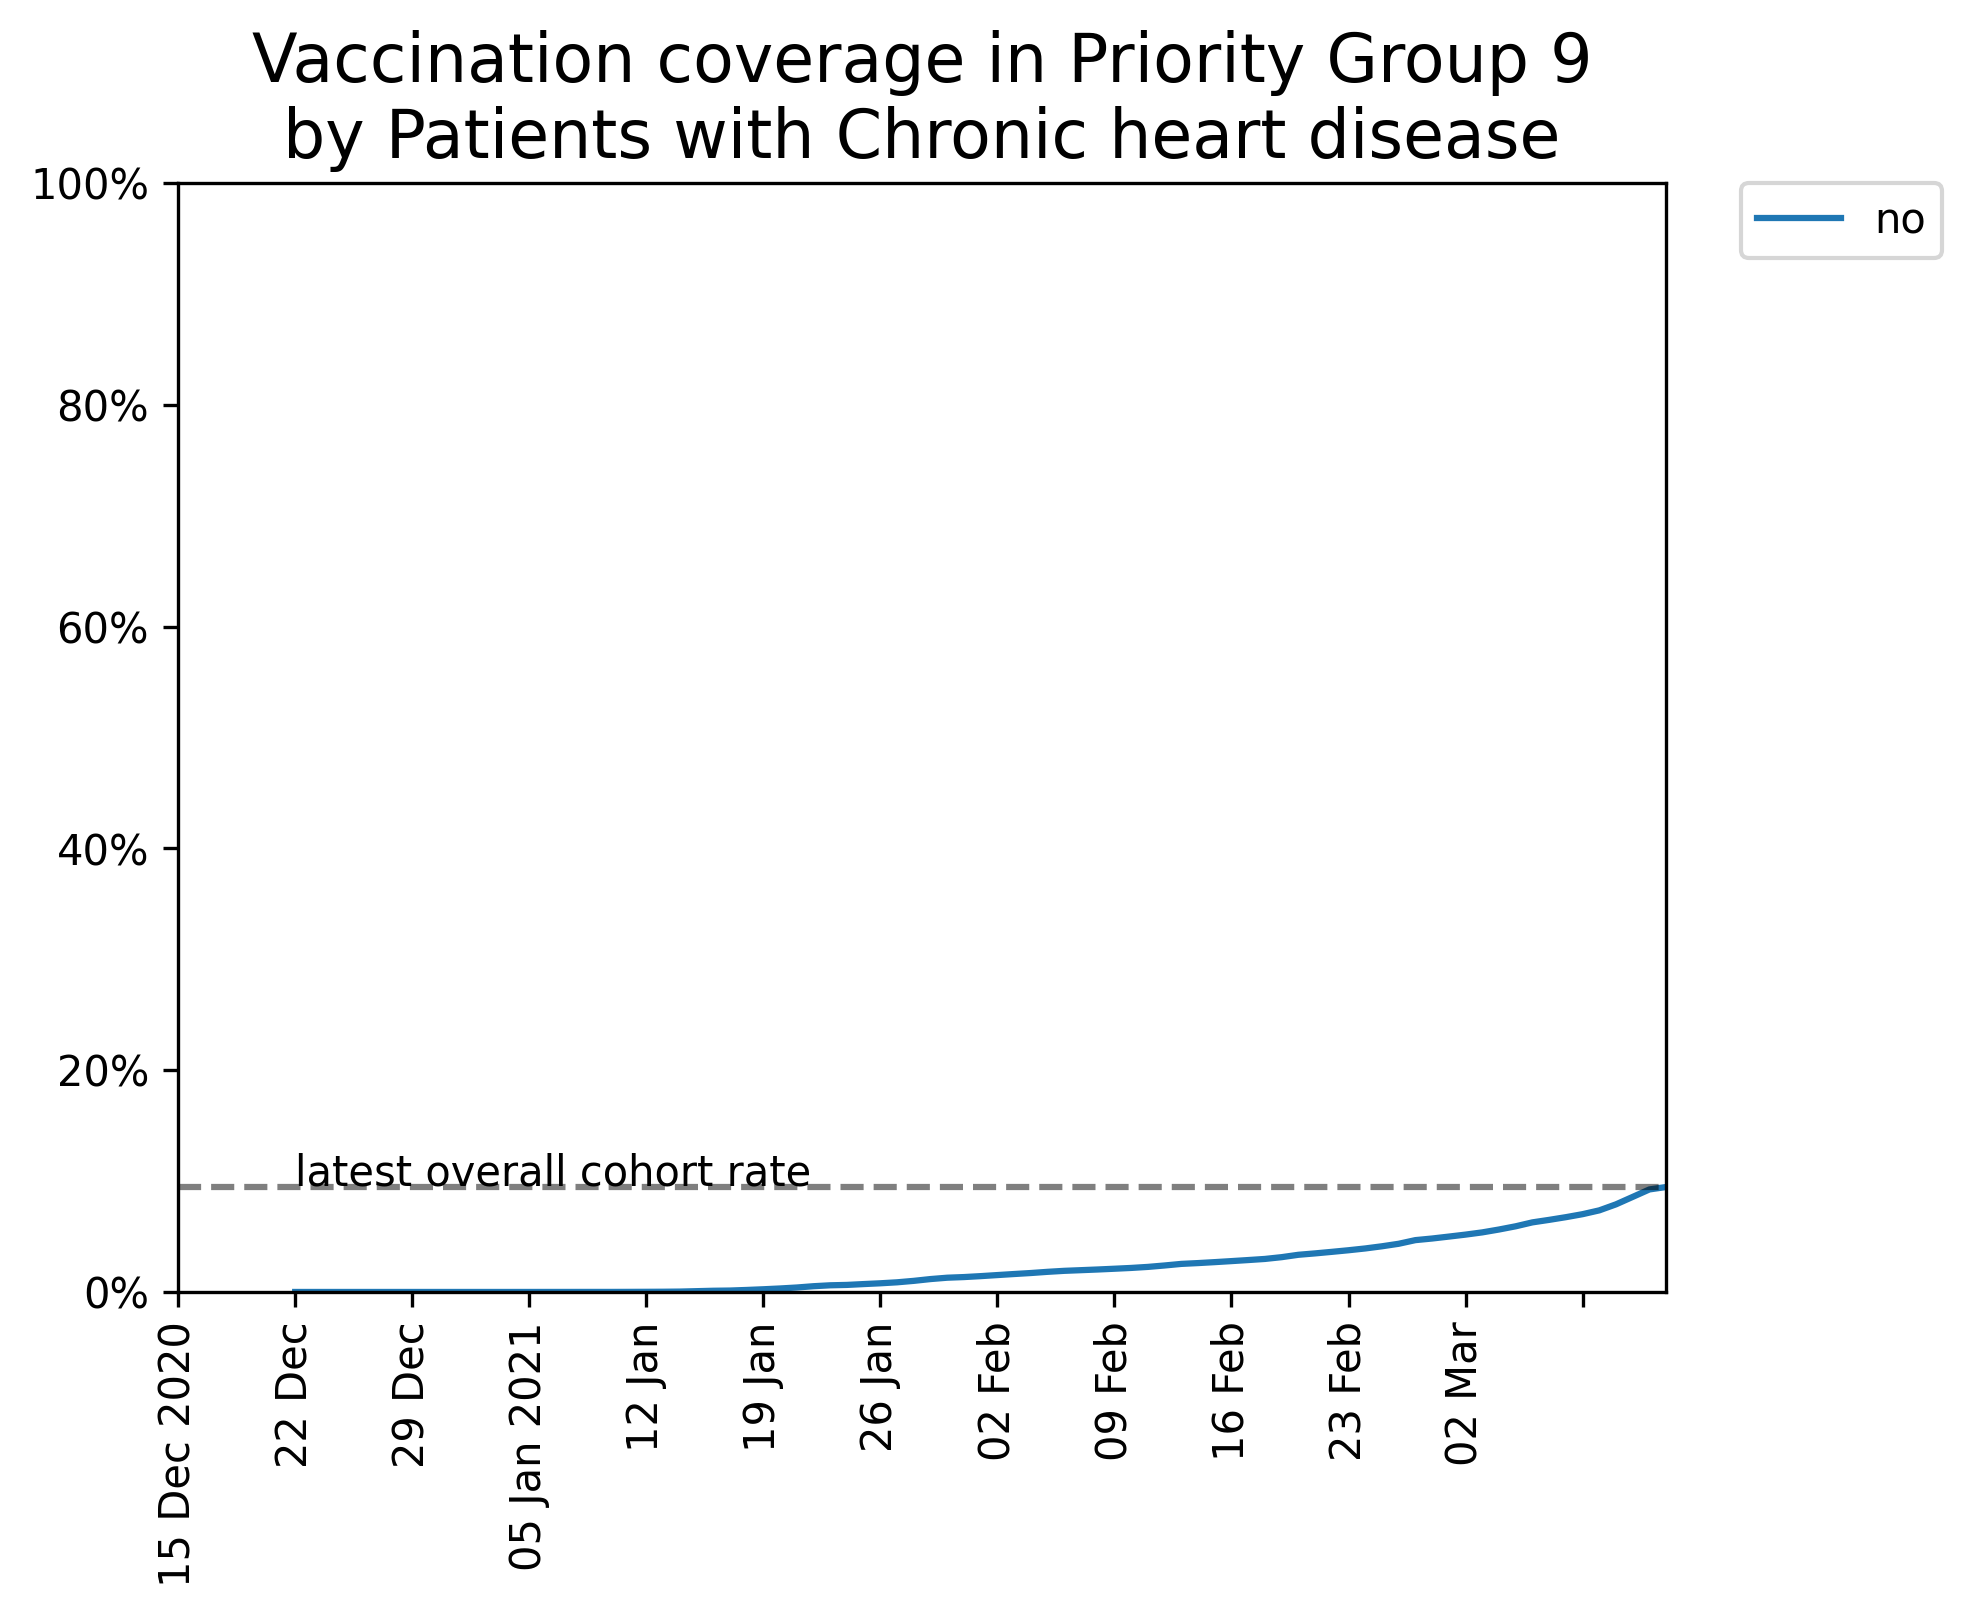 Vaccination coverage in Priority Group 9
by Patients with Chronic heart disease
100%
80%
60%
40%
20%
0%
no
latest overall cohort rate
15 Dec 2020
22 Dec
29 Dec
05 Jan 2021
12 Jan
19 Jan
26 Jan
02 Feb
09 Feb
16 Feb
23 Feb
02 Mar